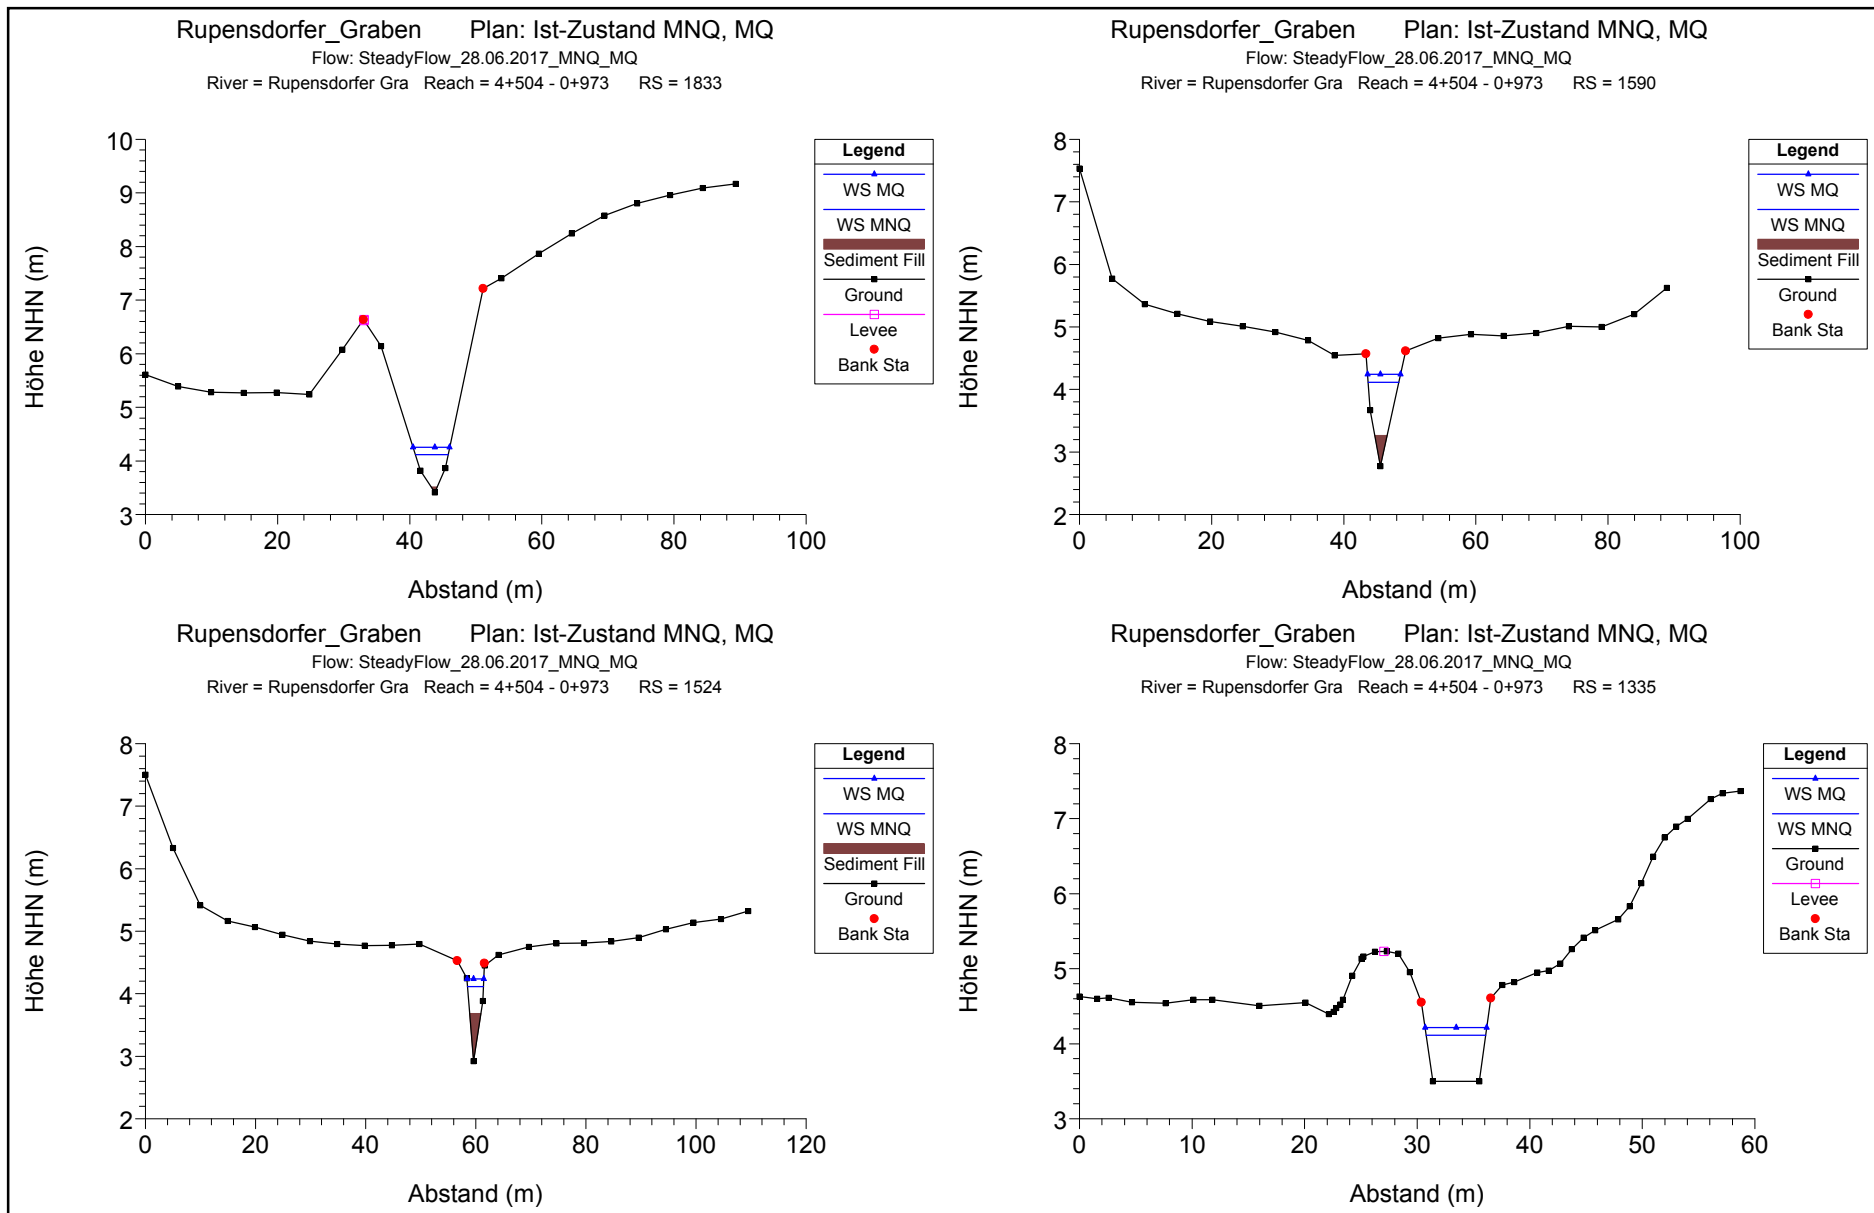 Rupensdorfer_Graben Plan: Ist-Zustand MNQ, MQ
Flow: SteadyFlow_28.06.2017_MNQ_MQ
River = Rupensdorfer Gra Reach = 4+504 - 0+973 RS = 1833
10
9
8
7
6
5
4
3
Höhe NHN (m)
0 20 40 60 80 100
Abstand (m)
Legend
WS MQ
WS MNQ
Sediment Fill
Ground
Levee
Bank Sta
Rupensdorfer_Graben Plan: Ist-Zustand MNQ, MQ
Flow: SteadyFlow_28.06.2017_MNQ_MQ
River = Rupensdorfer Gra Reach = 4+504 - 0+973 RS = 1590
8
7
6
5
4
3
2
Höhe NHN (m)
0 20 40 60 80 100
Abstand (m)
Legend
WS MQ
WS MNQ
Sediment Fill
Ground
Bank Sta
Rupensdorfer_Graben Plan: Ist-Zustand MNQ, MQ
Flow: SteadyFlow_28.06.2017_MNQ_MQ
River = Rupensdorfer Gra Reach = 4+504 - 0+973 RS = 1524
8
7
6
5
4
3
2
Höhe NHN (m)
0 20 40 60 80 100 120
Abstand (m)
Legend
WS MQ
WS MNQ
Sediment Fill
Ground
Bank Sta
Rupensdorfer_Graben Plan: Ist-Zustand MNQ, MQ
Flow: SteadyFlow_28.06.2017_MNQ_MQ
River = Rupensdorfer Gra Reach = 4+504 - 0+973 RS = 1335
8
7
6
5
4
3
Höhe NHN (m)
0 10 20 30 40 50 60
Abstand (m)
Legend
WS MQ
WS MNQ
Ground
Levee
Bank Sta